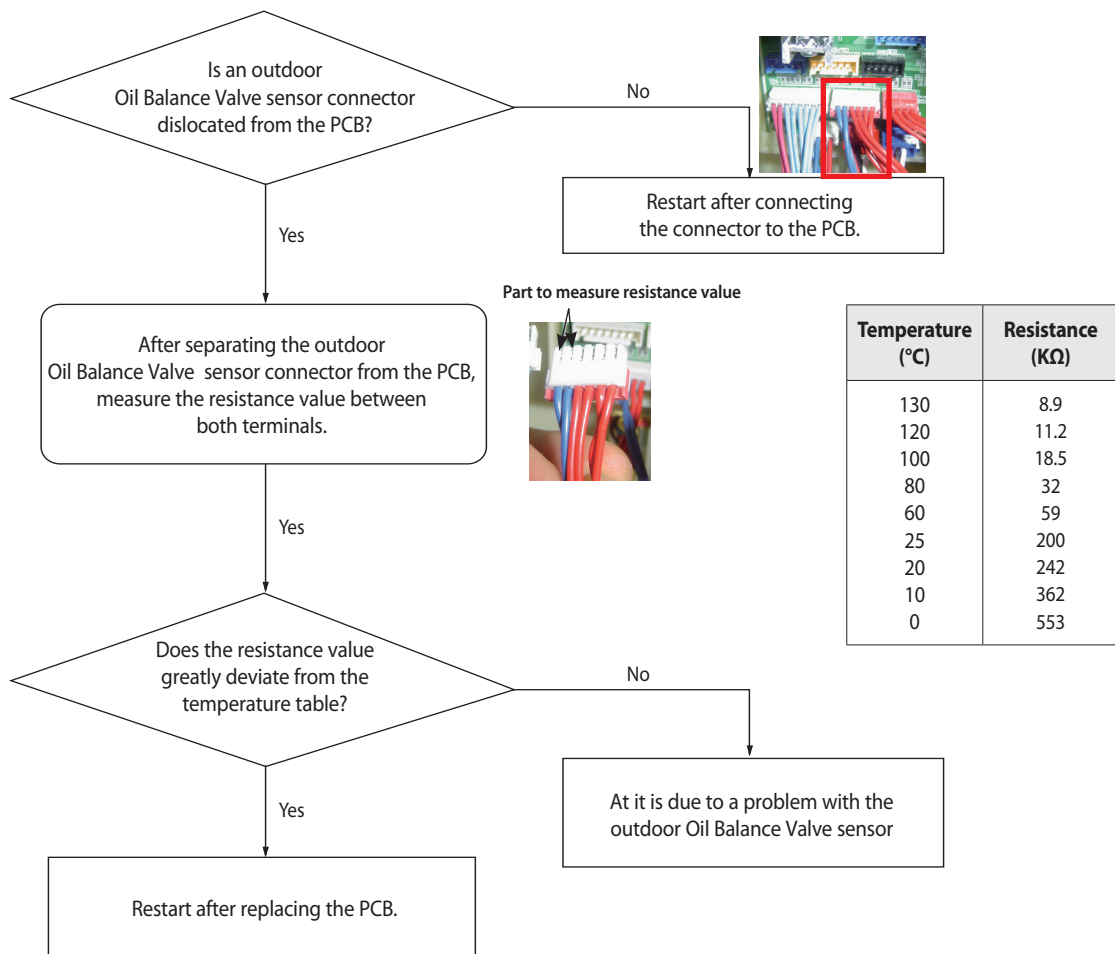 Is an outdoor
Oil Balance Valve sensor connector
dislocated from the PCB?
No
Restart after connecting
the connector to the PCB.
Yes
Part to measure resistance value
After separating the outdoor
Oil Balance Valve sensor connector from the PCB,
measure the resistance value between
both terminals.
Temperature (°C) Resistance (KΩ)
130 8.9
120 11.2
100 18.5
80 32
60 59
25 200
20 242
10 362
0 553
Yes
Does the resistance value
greatly deviate from the
temperature table?
No
At it is due to a problem with the
outdoor Oil Balance Valve sensor
Yes
Restart after replacing the PCB.